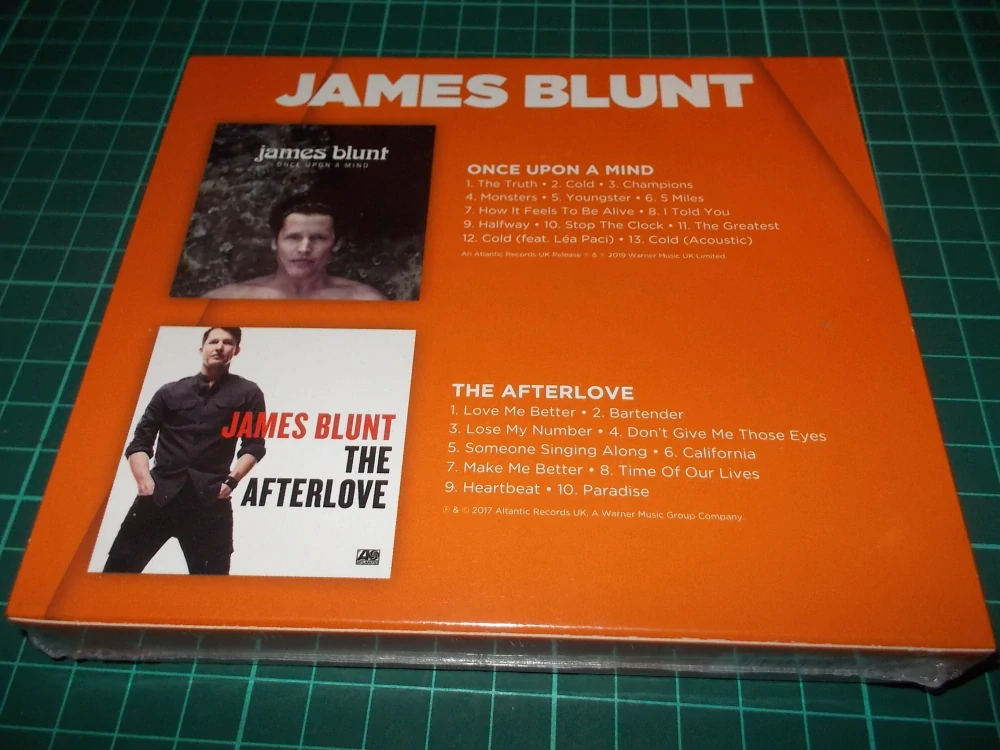 JAMES BLUNT
james blunt
ONCE UPON A MIND
ONCE UPON A MIND
1. The Truth • 2. Cold • 3. Champions
4. Monsters • 5. Youngster • 6. 5 Miles
7. How It Feels To Be Alive • 8. I Told You
9. Halfway • 10. Stop The Clock • 11. The Greatest
12. Cold (feat. Léa Paci) • 13. Cold (Acoustic)
An Atlantic Records UK Release ℗ & © 2019 Warner Music UK Limited.
JAMES BLUNT
THE
AFTERLOVE
ATLANTIC
THE AFTERLOVE
1. Love Me Better • 2. Bartender
3. Lose My Number • 4. Don't Give Me Those Eyes
5. Someone Singing Along • 6. California
7. Make Me Better • 8. Time Of Our Lives
9. Heartbeat • 10. Paradise
℗ & © 2017 Altantic Records UK, A Warner Music Group Company.